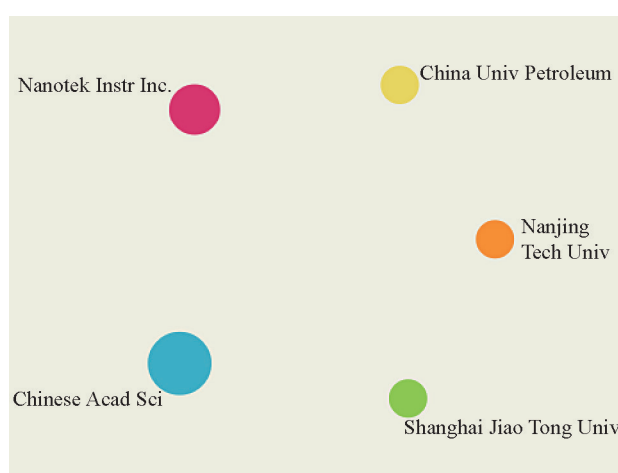 China Univ Petroleum
Nanotek Instr Inc.
Nanjing
Tech Univ
Chinese Acad Sci
Shanghai Jiao Tong Univ